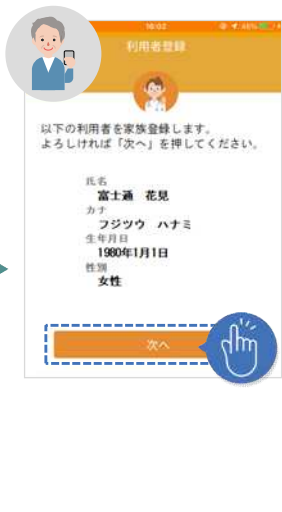 16:02
46%
利用者登録
以下の利用者を家族登録します。
よろしければ「次へ」を押してください。
氏名
富士通 花見
カナ
フジツウ ハナミ
生年月日
1980年1月1日
性別
女性
次へ